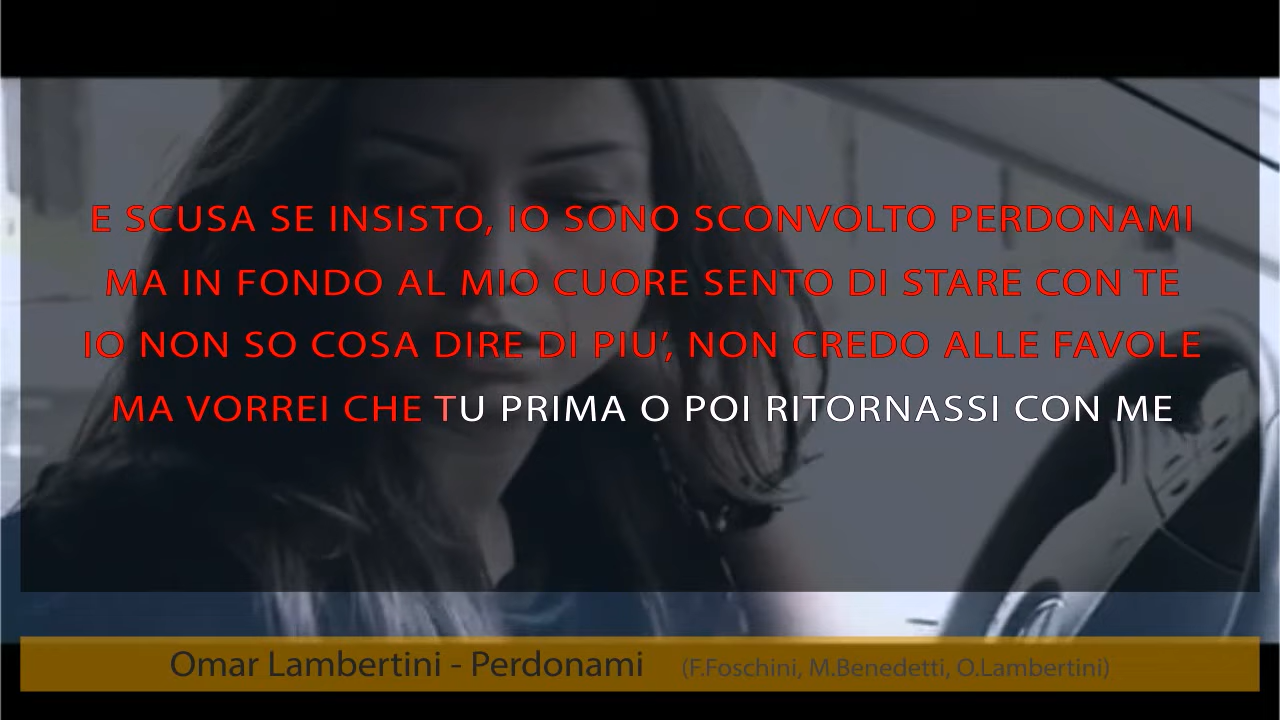 E SCUSA SE INSISTO, IO SONO SCONVOLTO PERDONAMI
MA IN FONDO AL MIO CUORE SENTO DI STARE CON TE
IO NON SO COSA DIRE DI PIU', NON CREDO ALLE FAVOLE
MA VORREI CHE TU PRIMA O POI RITORNASSI CON ME
Omar Lambertini - Perdonami (F.Foschini, M.Benedetti, O.Lambertini)